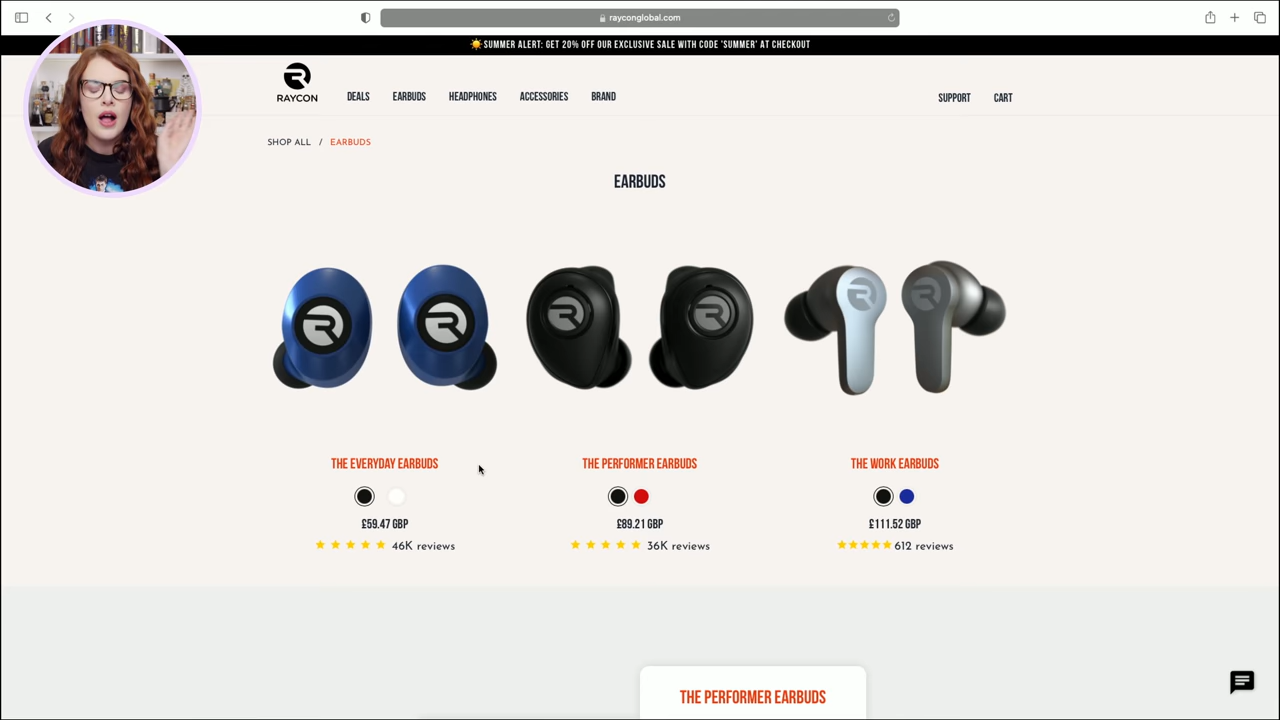 rayconglobal.com
☀️SUMMER ALERT: GET 20% OFF OUR EXCLUSIVE SALE WITH CODE 'SUMMER' AT CHECKOUT
RAYCON
DEALS EARBUDS HEADPHONES ACCESSORIES BRAND SUPPORT CART
SHOP ALL / EARBUDS
EARBUDS
THE EVERYDAY EARBUDS
£59.47 GBP
46K reviews
THE PERFORMER EARBUDS
£89.21 GBP
36K reviews
THE WORK EARBUDS
£111.52 GBP
612 reviews
THE PERFORMER EARBUDS